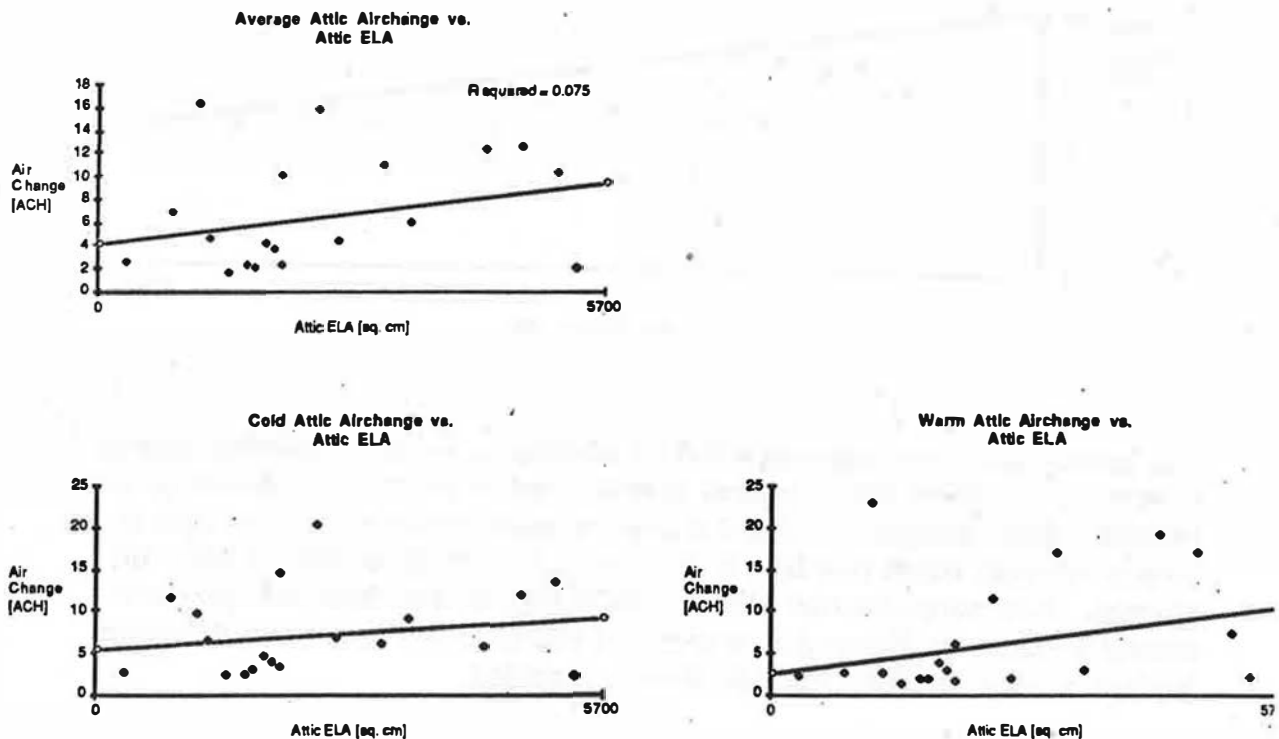 Average Attic Airchange vs.
Attic ELA
18
16
14
12
10
8
6
4
2
0
Air
Change
[ACH]
R squared = 0.075
0
5700
Attic ELA [sq. cm]
Cold Attic Airchange vs.
Attic ELA
25
20
15
10
5
0
Air
Change
[ACH]
0
5700
Attic ELA [sq. cm]
Warm Attic Airchange vs.
Attic ELA
25
20
15
10
5
0
Air
Change
[ACH]
0
57
Attic ELA [sq. cm]